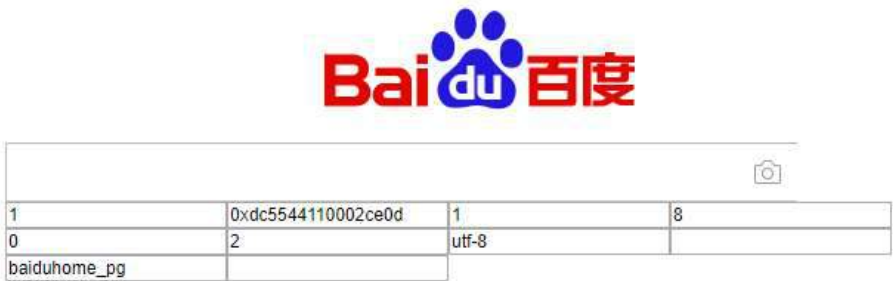 Bai du 百度
1 0xdc5544110002ce0d 1 8
0 2 utf-8
baiduhome_pg